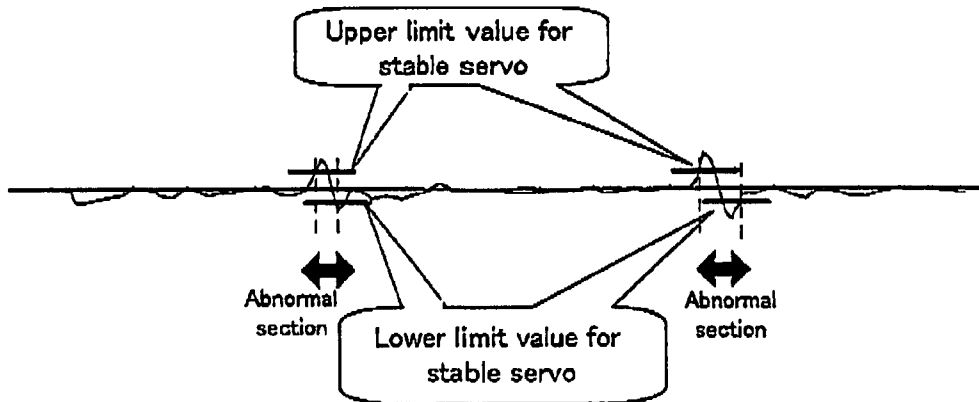 Upper limit value for
stable servo
Abnormal
section
Abnormal
section
Lower limit value for
stable servo